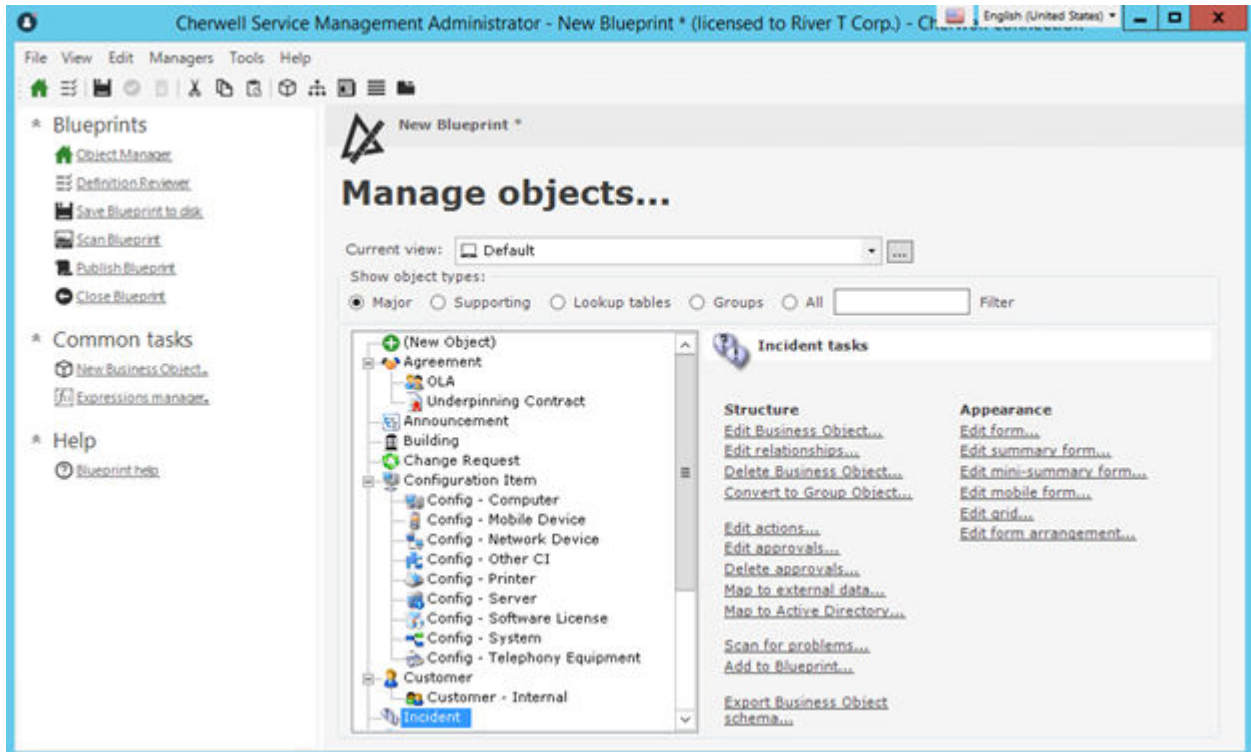 Cherwell Service Management Administrator - New Blueprint * (licensed to River T Corp.) -
English (United States)
File View Edit Managers Tools Help
Blueprints
Object Manager
Definition Reviewer
Save Blueprint to disk
Scan Blueprint
Publish Blueprint
Close Blueprint
Common tasks
New Business Object...
Expressions manager...
Help
Blueprint help
New Blueprint *
Manage objects...
Current view: Default ...
Show object types:
Major Supporting Lookup tables Groups All Filter
(New Object)
Agreement
OLA
Underpinning Contract
Announcement
Building
Change Request
Configuration Item
Config - Computer
Config - Mobile Device
Config - Network Device
Config - Other CI
Config - Printer
Config - Server
Config - Software License
Config - System
Config - Telephony Equipment
Customer
Customer - Internal
Incident
Incident tasks
Structure
Edit Business Object...
Edit relationships...
Delete Business Object...
Convert to Group Object...
Edit actions...
Edit approvals...
Delete approvals...
Map to external data...
Map to Active Directory...
Scan for problems...
Add to Blueprint...
Export Business Object
schema...
Appearance
Edit form...
Edit summary form...
Edit mini-summary form...
Edit mobile form...
Edit grid...
Edit form arrangement...